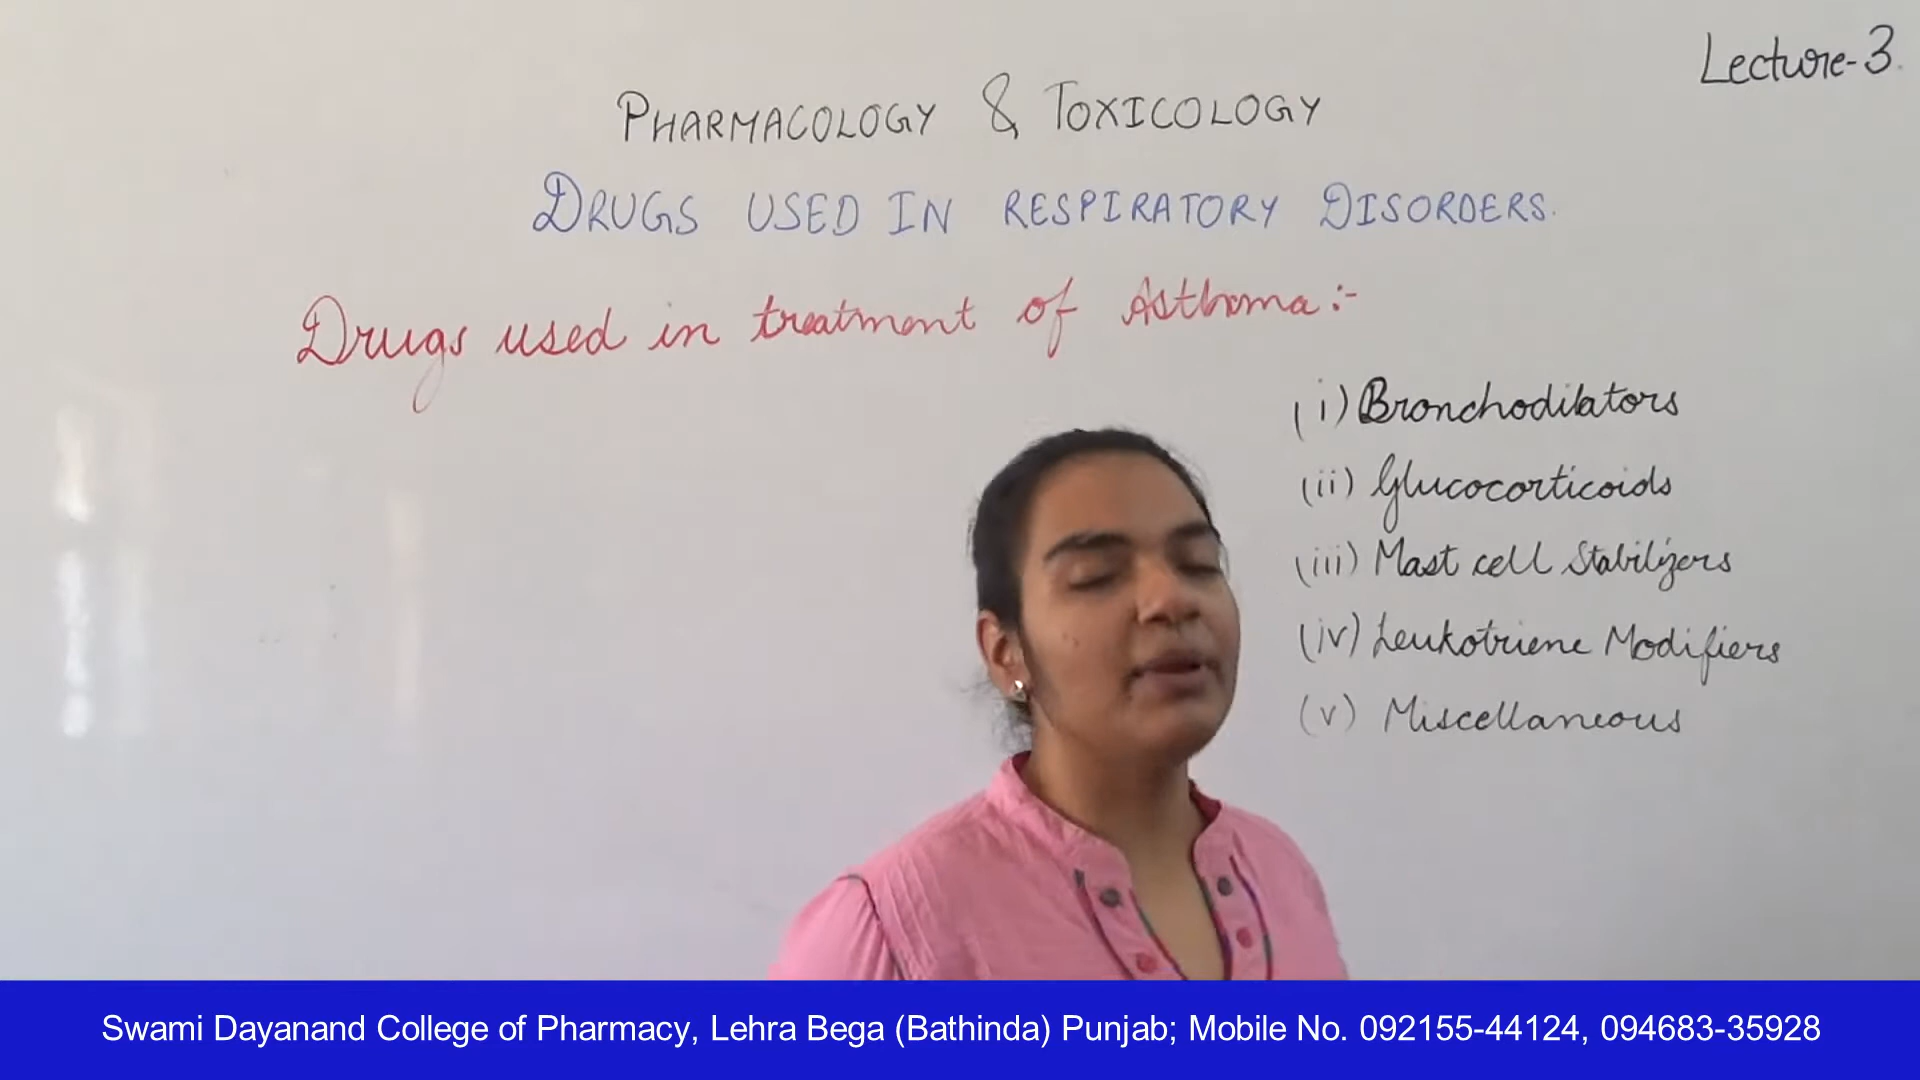 Lecture-3.
PHARMACOLOGY & TOXICOLOGY
DRUGS USED IN RESPIRATORY DISORDERS.
Drugs used in treatment of Asthma:-
(i) Bronchodilators
(ii) Glucocorticoids
(iii) Mast cell Stabilizers
(iv) Leukotriene Modifiers
(v) Miscellaneous
Swami Dayanand College of Pharmacy, Lehra Bega (Bathinda) Punjab; Mobile No. 092155-44124, 094683-35928